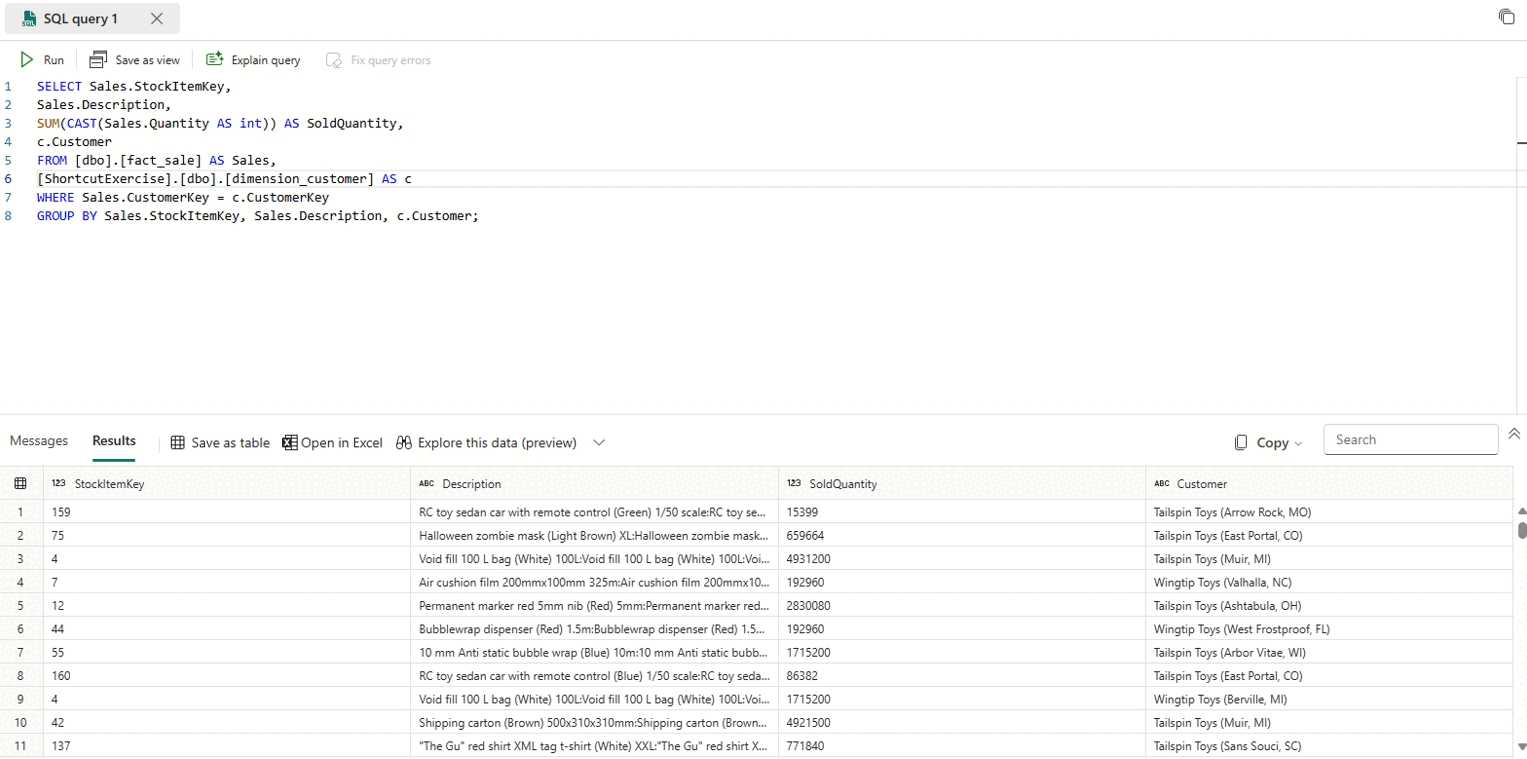 SQL query 1
Run Save as view Explain query Fix query errors
1 SELECT Sales.StockItemKey,
2 Sales.Description,
3 SUM(CAST(Sales.Quantity AS int)) AS SoldQuantity,
4 c.Customer
5 FROM [dbo].[fact_sale] AS Sales,
6 [ShortcutExercise].[dbo].[dimension_customer] AS c
7 WHERE Sales.CustomerKey = c.CustomerKey
8 GROUP BY Sales.StockItemKey, Sales.Description, c.Customer;
Messages Results Save as table Open in Excel Explore this data (preview) Copy Search
123 StockItemKey ABC Description 123 SoldQuantity ABC Customer
1 159 RC toy sedan car with remote control (Green) 1/50 scale:RC toy se... 15399 Tailspin Toys (Arrow Rock, MO)
2 75 Halloween zombie mask (Light Brown) XL:Halloween zombie mask... 659664 Tailspin Toys (East Portal, CO)
3 4 Void fill 100 L bag (White) 100L:Void fill 100 L bag (White) 100L:Voi... 4931200 Tailspin Toys (Muir, MI)
4 7 Air cushion film 200mmx100mm 325m:Air cushion film 200mmx10... 192960 Wingtip Toys (Valhalla, NC)
5 12 Permanent marker red 5mm nib (Red) 5mm:Permanent marker red... 2830080 Tailspin Toys (Ashtabula, OH)
6 44 Bubblewrap dispenser (Red) 1.5m:Bubblewrap dispenser (Red) 1.5... 192960 Wingtip Toys (West Frostproof, FL)
7 55 10 mm Anti static bubble wrap (Blue) 10m:10 mm Anti static bubb... 1715200 Tailspin Toys (Arbor Vitae, WI)
8 160 RC toy sedan car with remote control (Blue) 1/50 scale:RC toy seda... 86382 Tailspin Toys (East Portal, CO)
9 4 Void fill 100 L bag (White) 100L:Void fill 100 L bag (White) 100L:Voi... 1715200 Wingtip Toys (Berville, MI)
10 42 Shipping carton (Brown) 500x310x310mm:Shipping carton (Brown... 4921500 Tailspin Toys (Muir, MI)
11 137 "The Gu" red shirt XML tag t-shirt (White) XXL:"The Gu" red shirt X... 771840 Tailspin Toys (Sans Souci, SC)